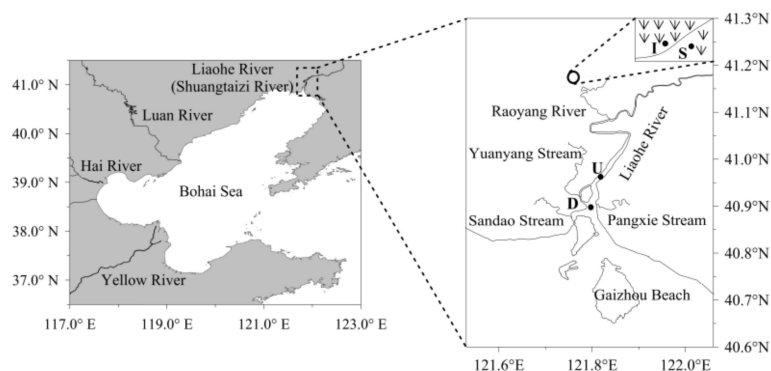 41.0° N
40.0° N
39.0° N
38.0° N
37.0° N
117.0° E
119.0° E
121.0° E
123.0° E
Liaohe River
(Shuangtaizi River)
Luan River
Hai River
Bohai Sea
Yellow River
I
S
Raoyang River
Liaohe River
Yuanyang Stream
U
D
Sandao Stream
Pangxie Stream
Gaizhou Beach
41.3°N
41.2°N
41.1°N
41.0°N
40.9°N
40.8°N
40.7°N
40.6°N
121.6°E
121.8°E
122.0°E